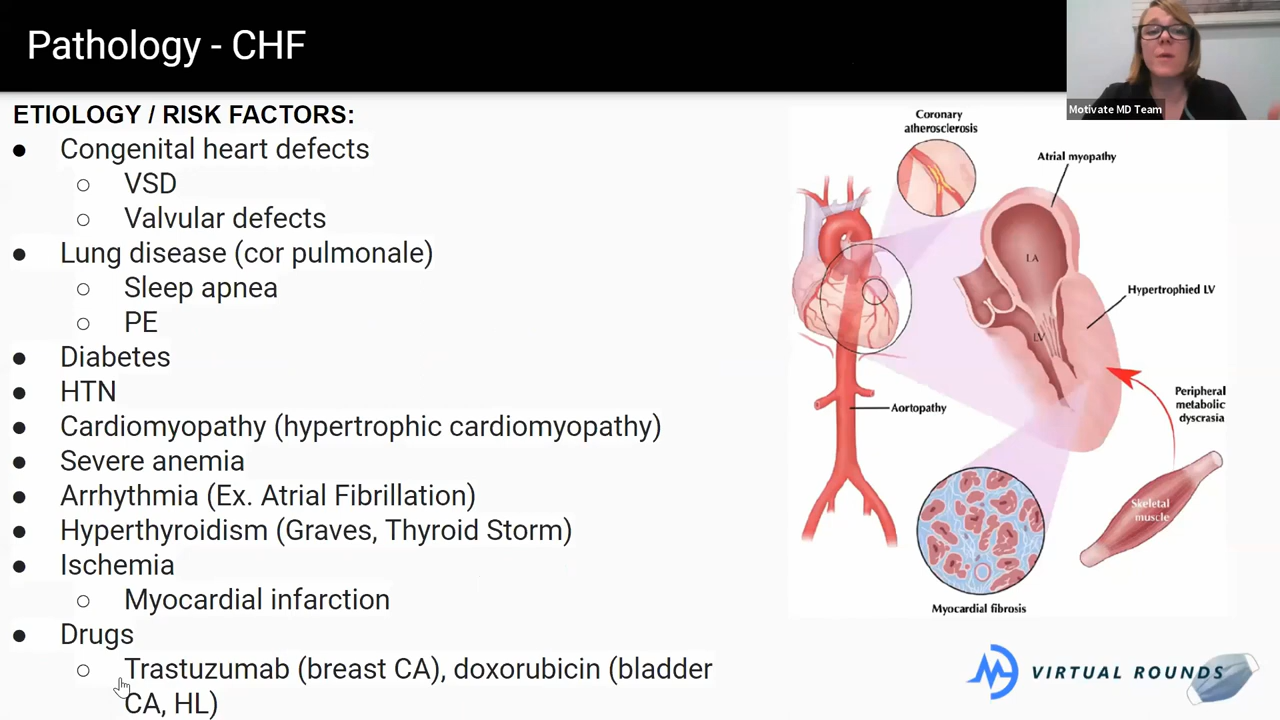 Pathology - CHF
Motivate MD Team
ETIOLOGY / RISK FACTORS:
● Congenital heart defects
○ VSD
○ Valvular defects
● Lung disease (cor pulmonale)
○ Sleep apnea
○ PE
● Diabetes
● HTN
● Cardiomyopathy (hypertrophic cardiomyopathy)
● Severe anemia
● Arrhythmia (Ex. Atrial Fibrillation)
● Hyperthyroidism (Graves, Thyroid Storm)
● Ischemia
○ Myocardial infarction
● Drugs
○ Trastuzumab (breast CA), doxorubicin (bladder
CA, HL)
Coronary
atherosclerosis
Atrial myopathy
LA
Hypertrophied LV
LV
Peripheral
metabolic
dyscrasia
Aortopathy
Skeletal
muscle
Myocardial fibrosis
VIRTUAL ROUNDS